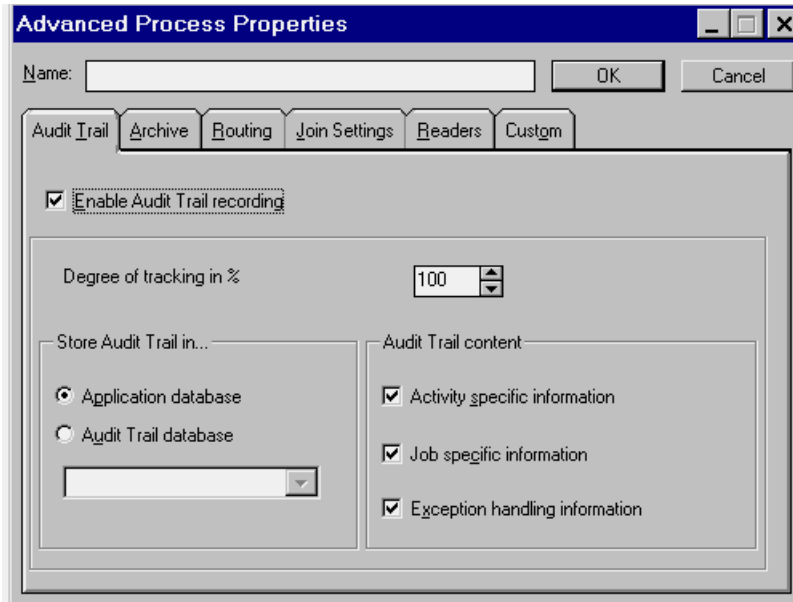 Advanced Process Properties
Name: OK Cancel
Audit Trail Archive Routing Join Settings Readers Custom
Enable Audit Trail recording
Degree of tracking in % 100
Store Audit Trail in... Audit Trail content
Application database Activity specific information
Audit Trail database
Job specific information
Exception handling information